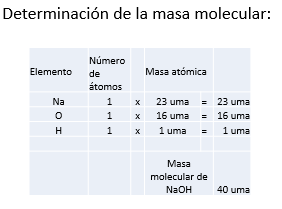 Determinación de la masa molecular:
Elemento Número de átomos Masa atómica
Na 1 x 23 uma = 23 uma
O 1 x 16 uma = 16 uma
H 1 x 1 uma = 1 uma
Masa molecular de NaOH 40 uma